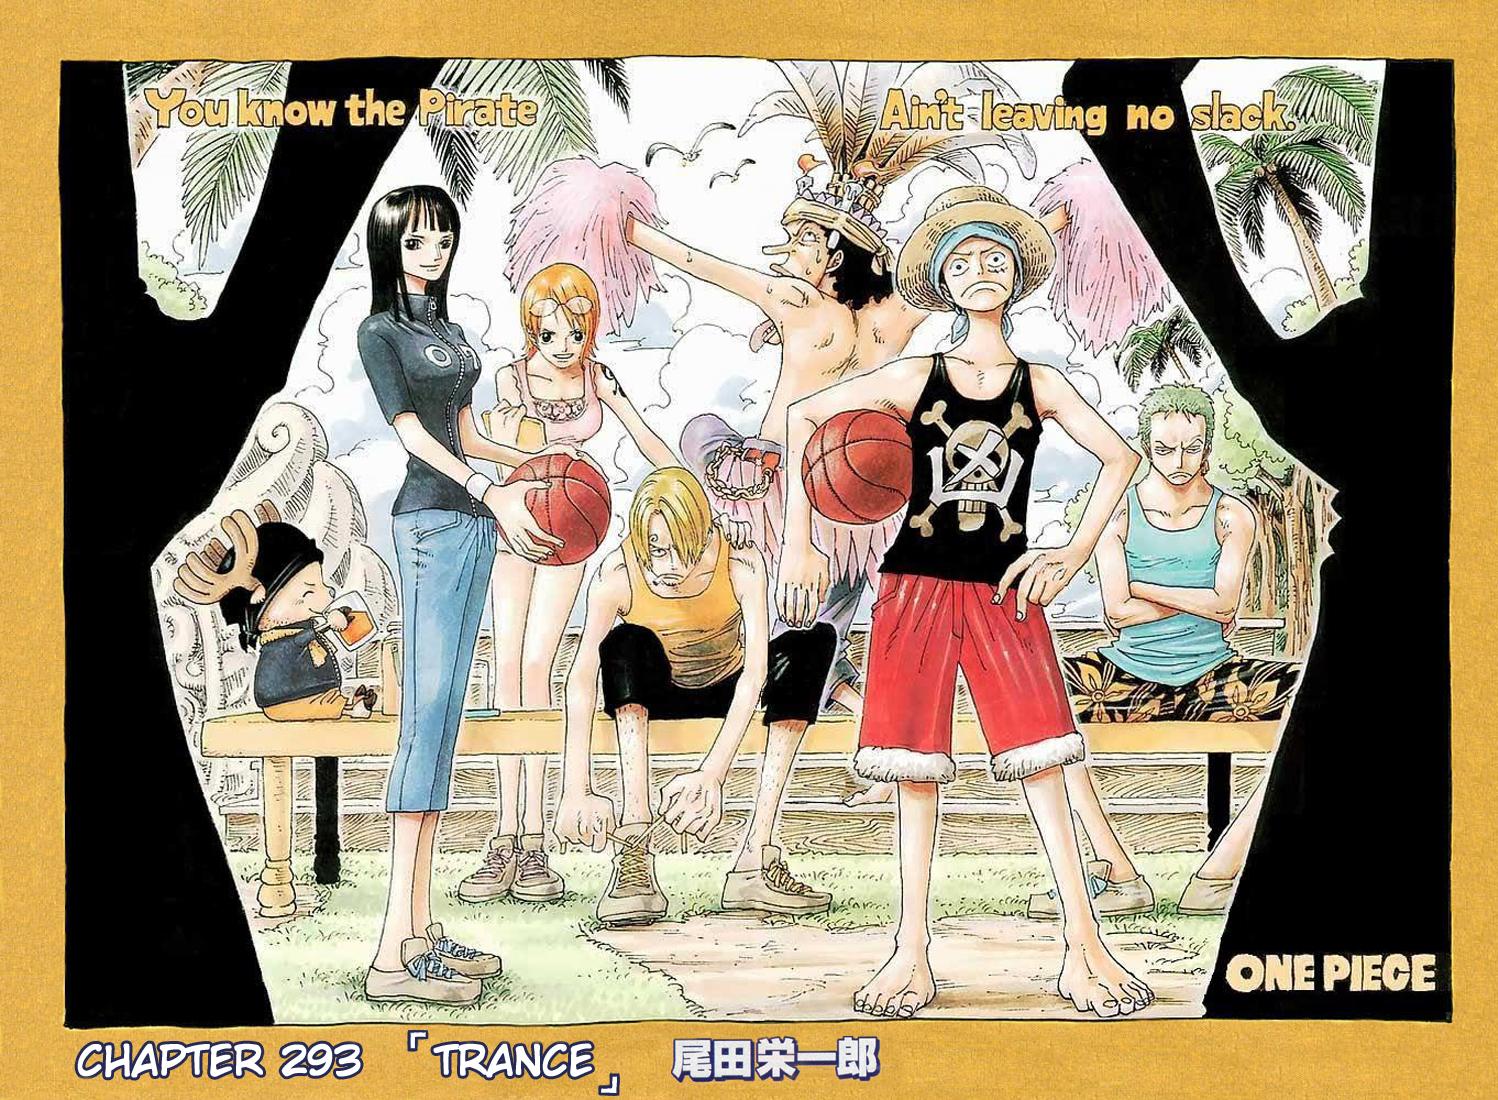 You know the Pirate
Ain't leaving no slack.
ONE PIECE
CHAPTER 293 「TRANCE」 尾田栄一郎